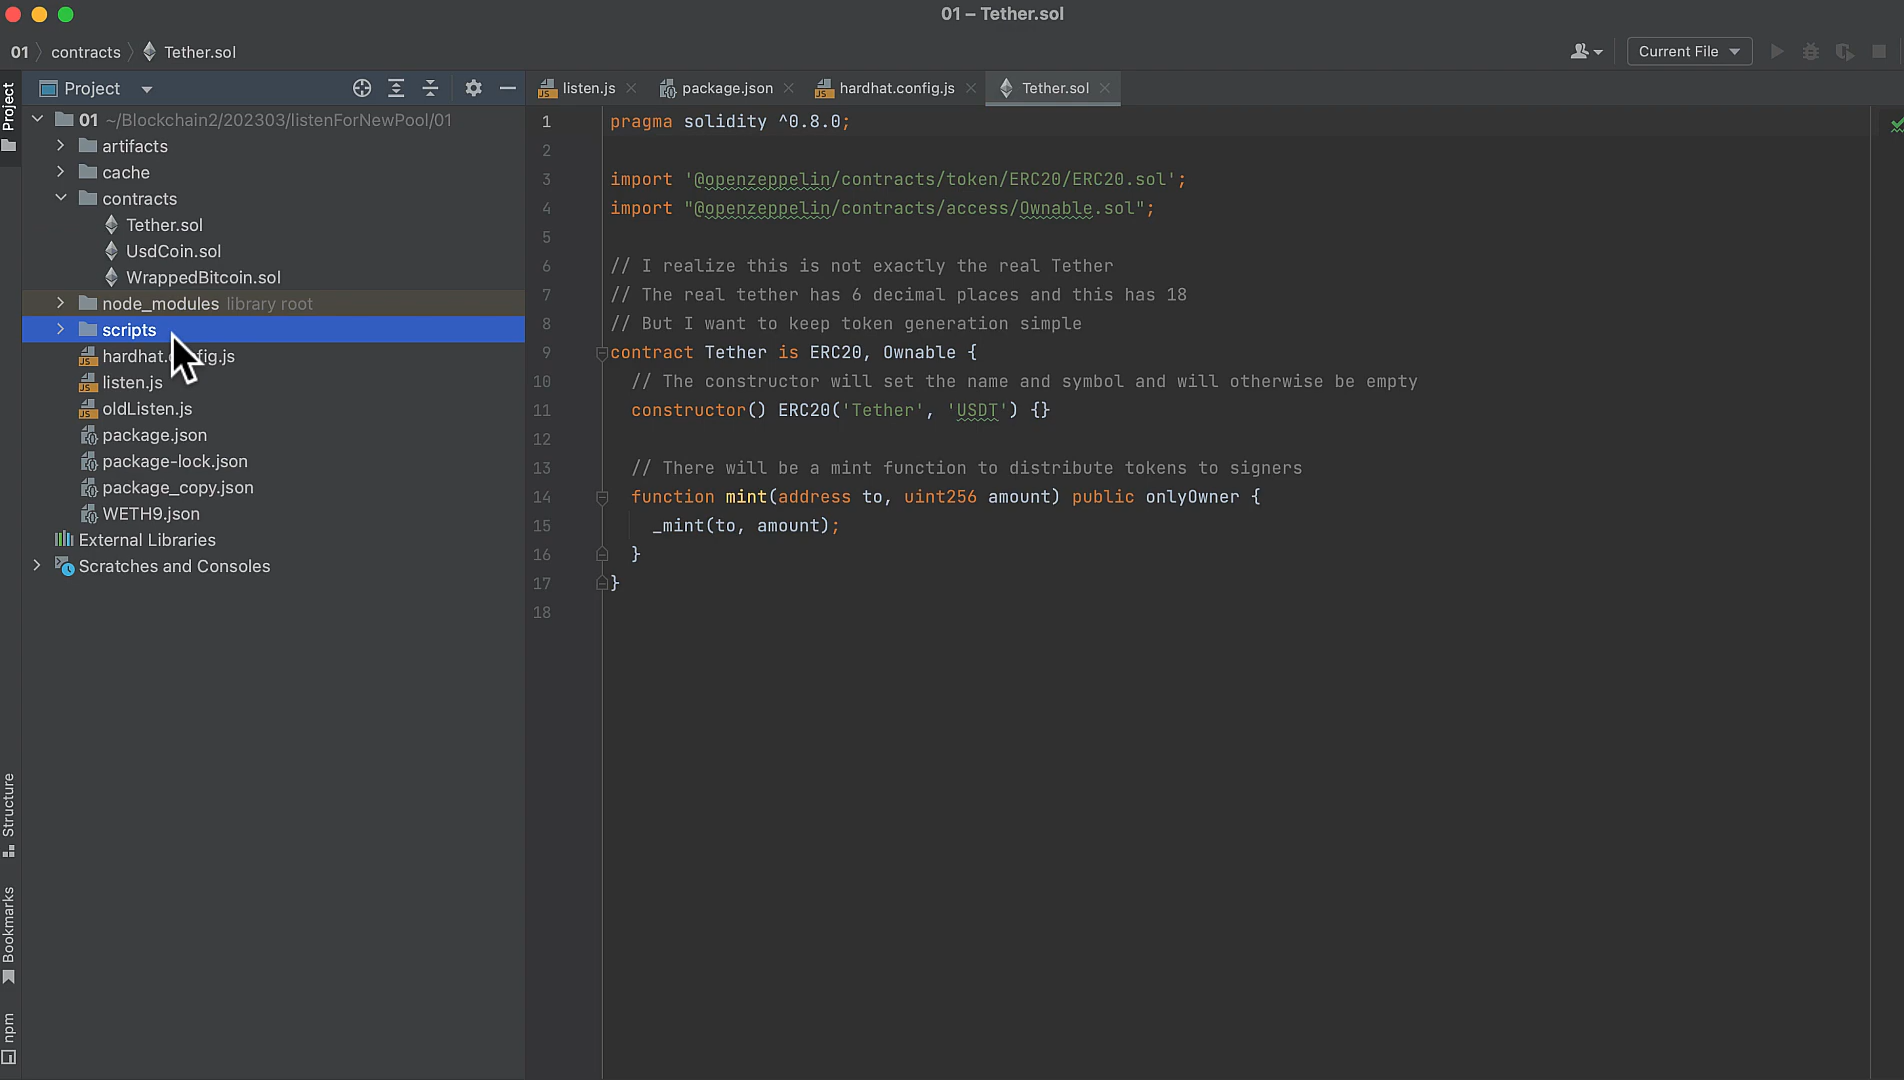 01 – Tether.sol
01 contracts Tether.sol
Current File
Project
Project
listen.js
package.json
hardhat.config.js
Tether.sol
01 ~/Blockchain2/202303/listenForNewPool/01
artifacts
cache
contracts
Tether.sol
UsdCoin.sol
WrappedBitcoin.sol
node_modules library root
scripts
listen.js
oldListen.js
package.json
package-lock.json
package_copy.json
WETH9.json
External Libraries
Scratches and Consoles
Structure
Bookmarks
npm
1 pragma solidity ^0.8.0;
2
3 import '@openzeppelin/contracts/token/ERC20/ERC20.sol';
4 import "@openzeppelin/contracts/access/Ownable.sol";
5
6 // I realize this is not exactly the real Tether
7 // The real tether has 6 decimal places and this has 18
8 // But I want to keep token generation simple
9 contract Tether is ERC20, Ownable {
10 // The constructor will set the name and symbol and will otherwise be empty
11 constructor() ERC20('Tether', 'USDT') {}
12
13 // There will be a mint function to distribute tokens to signers
14 function mint(address to, uint256 amount) public onlyOwner {
15 _mint(to, amount);
16 }
17 }
18